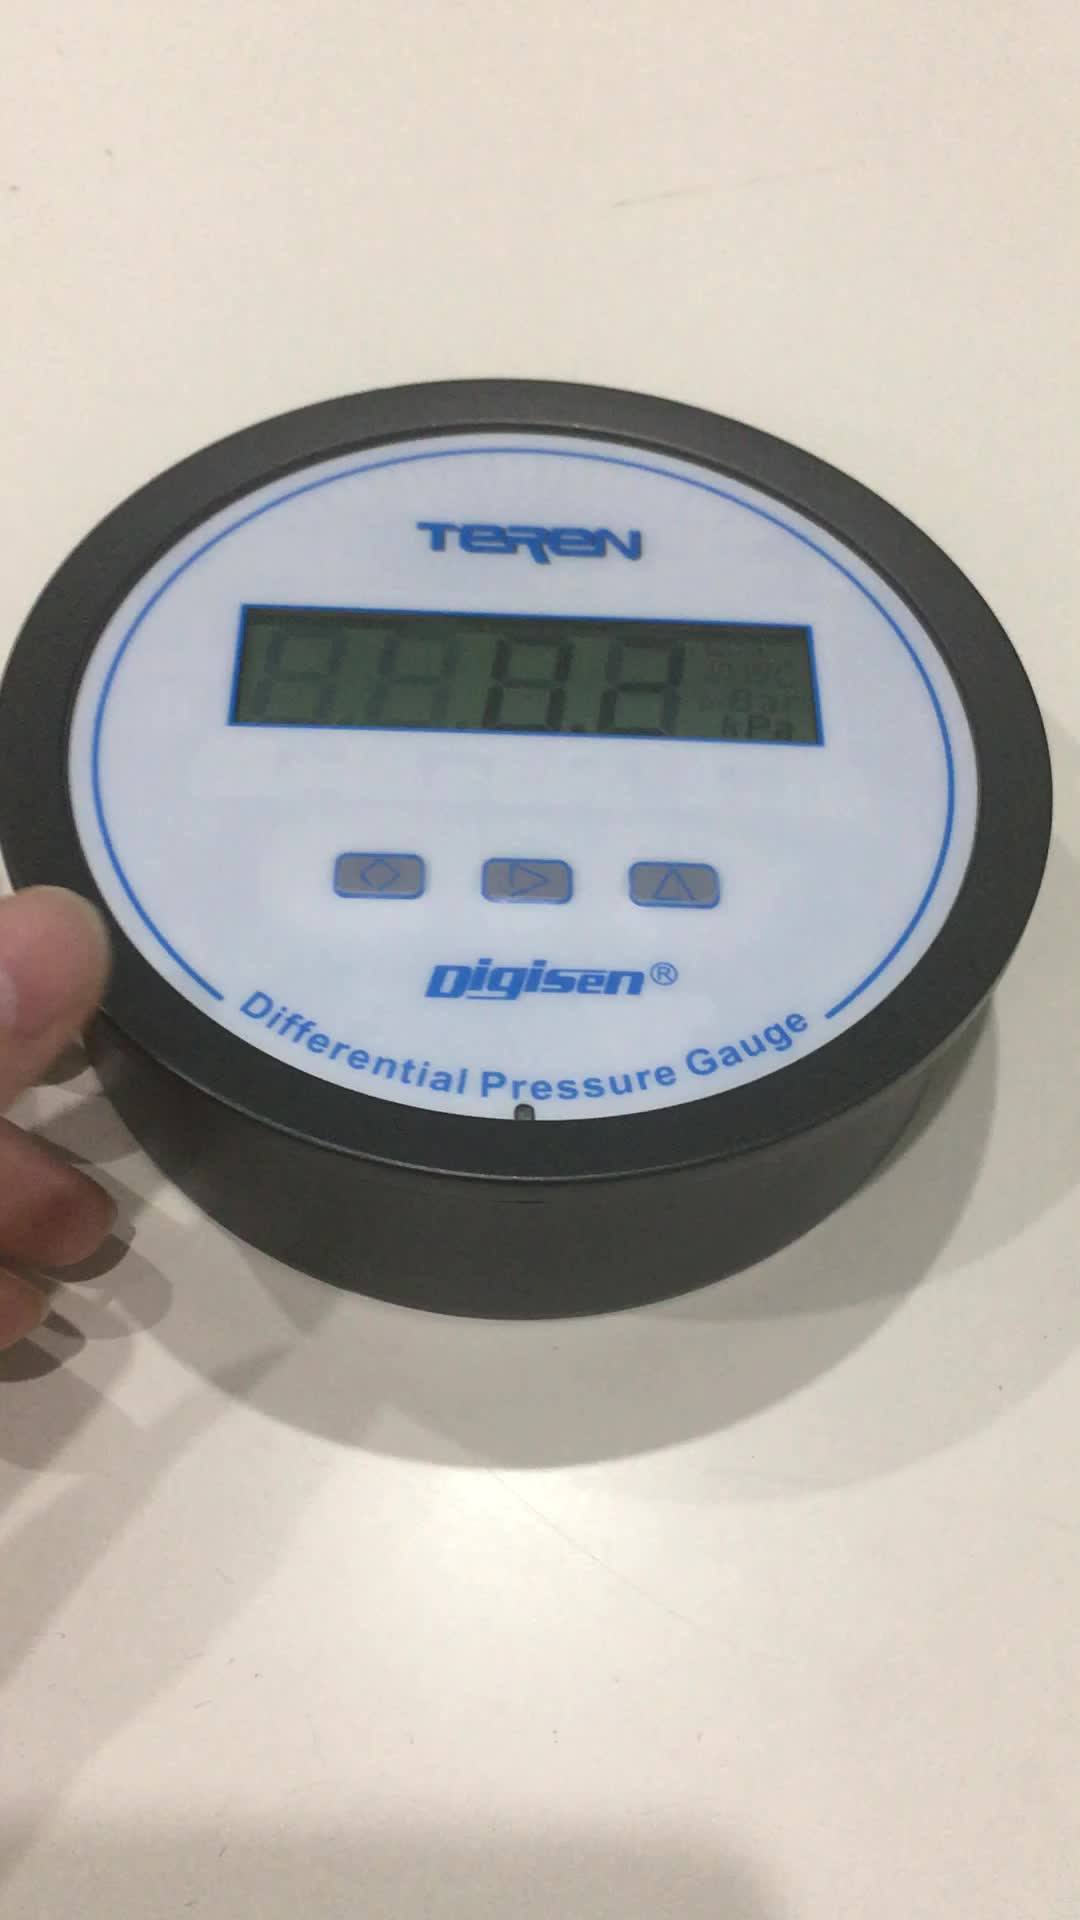 TEREN
kPa
Digisen®
Differential Pressure Gauge